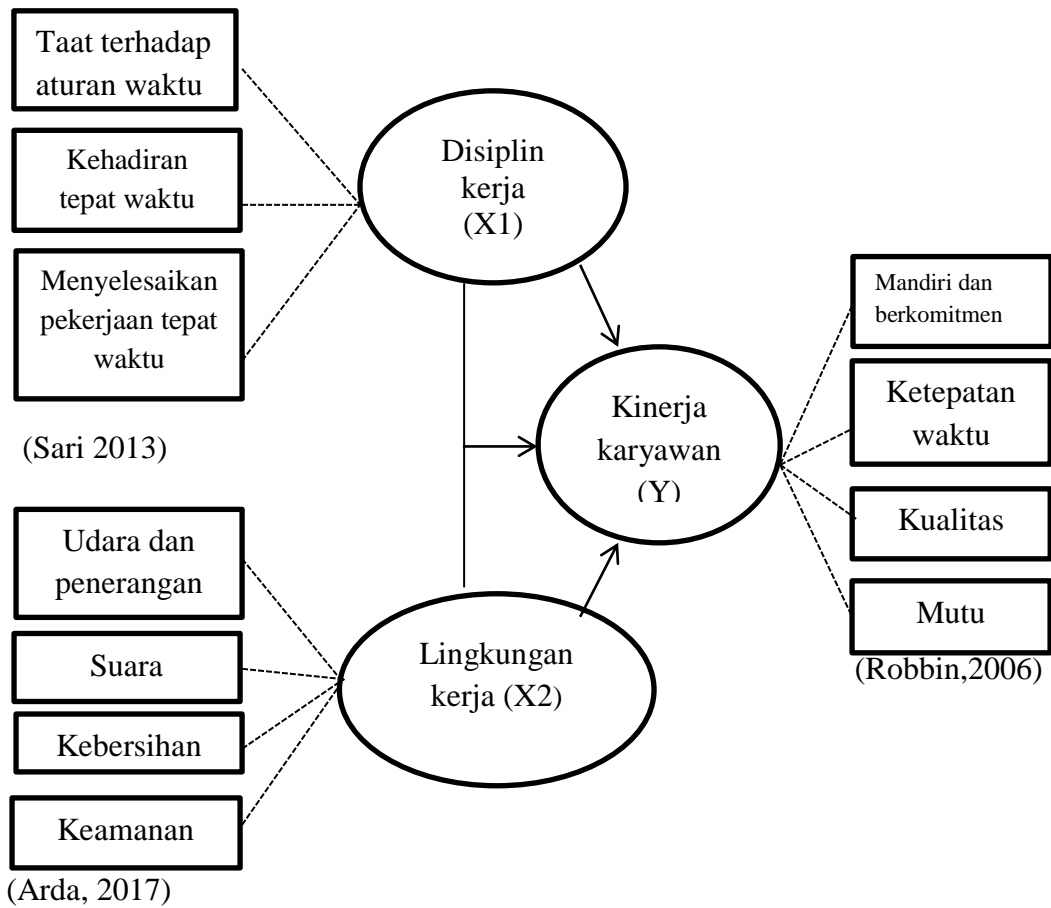 Taat terhadap
aturan waktu
Kehadiran
tepat waktu
Menyelesaikan
pekerjaan tepat
waktu
(Sari 2013)
Disiplin
kerja
(X1)
Udara dan
penerangan
Suara
Kebersihan
Keamanan
(Arda, 2017)
Lingkungan
kerja (X2)
Kinerja
karyawan
(Y)
Mandiri dan
berkomitmen
Ketepatan
waktu
Kualitas
Mutu
(Robbin,2006)